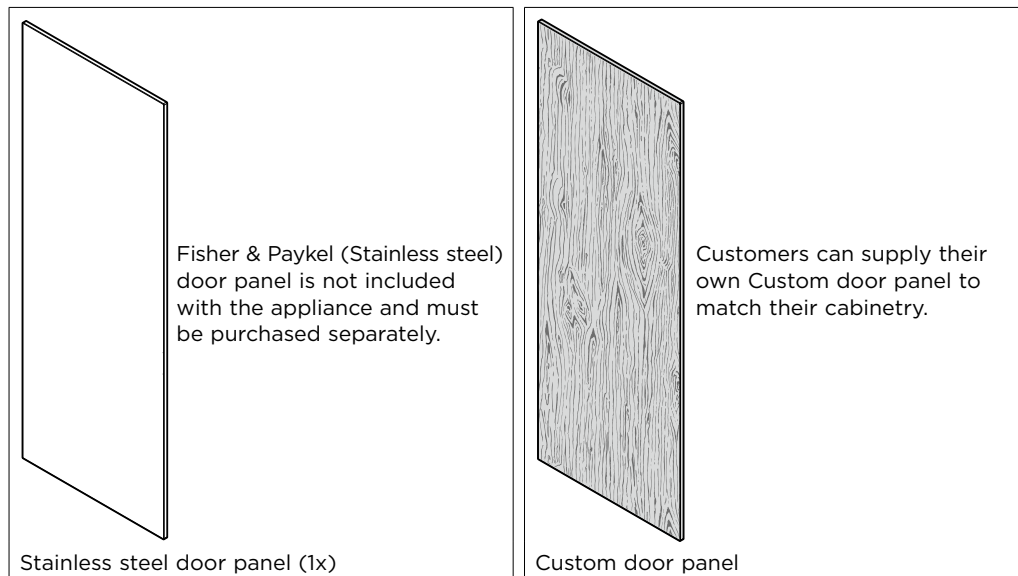 Fisher & Paykel (Stainless steel)
door panel is not included
with the appliance and must
be purchased separately.
Stainless steel door panel (1x)
Customers can supply their
own Custom door panel to
match their cabinetry.
Custom door panel